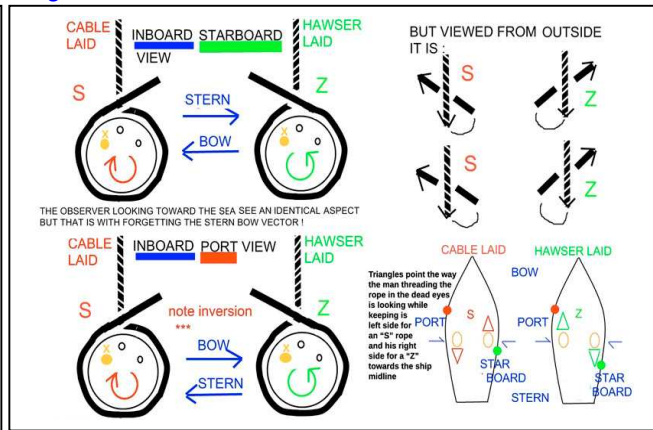 CABLE LAID
INBOARD STARBOARD
VIEW
HAWSER LAID
S
Z
STERN
BOW
X
X
THE OBSERVER LOOKING TOWARD THE SEA SEE AN IDENTICAL ASPECT
BUT THAT IS WITH FORGETTING THE STERN BOW VECTOR !
CABLE LAID
INBOARD PORT VIEW
HAWSER LAID
S
note inversion
***
Z
BOW
STERN
X
X
BUT VIEWED FROM OUTSIDE
IT IS :
S
Z
S
Z
CABLE LAID
HAWSER LAID
Triangles point the way
the man threading the
rope in the dead eyes
is looking while
keeping is
left side for
an "S" rope
and his right
side for a "Z"
towards the ship
midline
BOW
PORT
S
STAR
BOARD
PORT
Z
STAR
BOARD
STERN